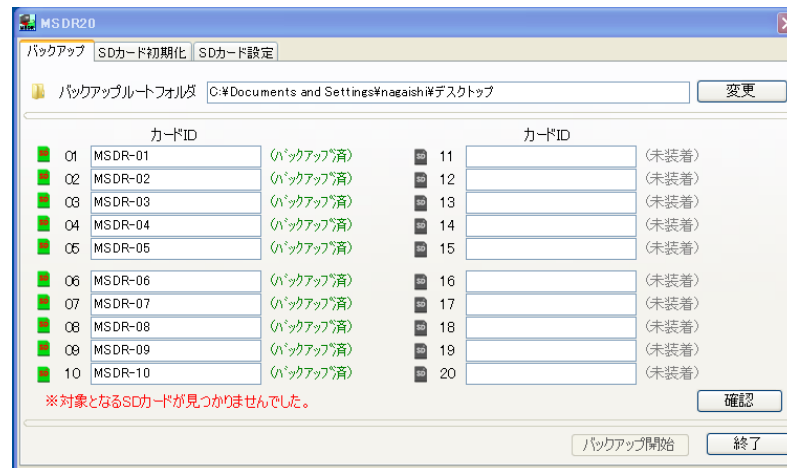 MSDR20
バックアップ SDカード初期化 SDカード設定
バックアップルートフォルダ C:¥Documents and Settings¥nagaishi¥デスクトップ 変更
カードID カードID
01 MSDR-01 (バックアップ済) 11 (未装着)
02 MSDR-02 (バックアップ済) 12 (未装着)
03 MSDR-03 (バックアップ済) 13 (未装着)
04 MSDR-04 (バックアップ済) 14 (未装着)
05 MSDR-05 (バックアップ済) 15 (未装着)
06 MSDR-06 (バックアップ済) 16 (未装着)
07 MSDR-07 (バックアップ済) 17 (未装着)
08 MSDR-08 (バックアップ済) 18 (未装着)
09 MSDR-09 (バックアップ済) 19 (未装着)
10 MSDR-10 (バックアップ済) 20 (未装着)
※対象となるSDカードが見つかりませんでした。 確認
バックアップ開始 終了